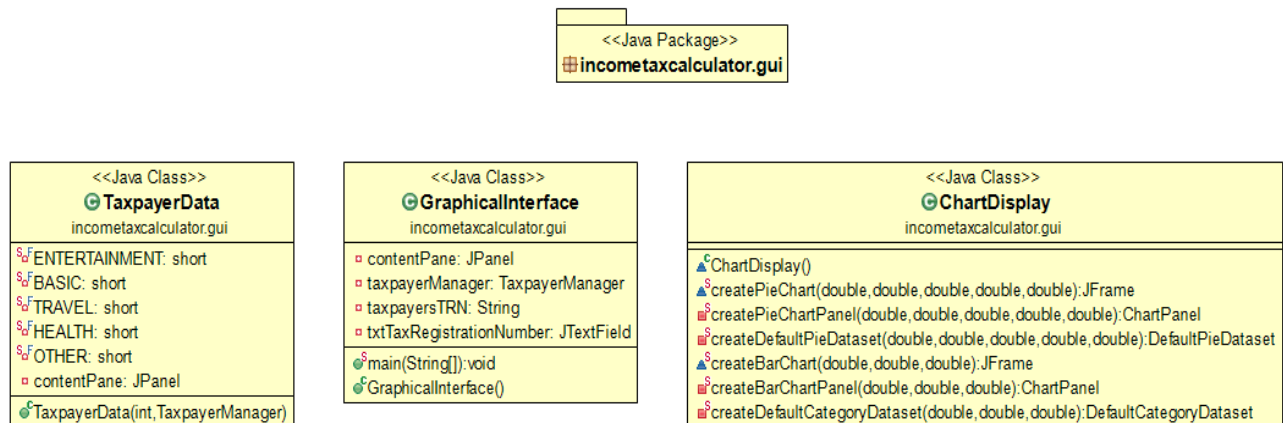 <<Java Package>>
incometaxcalculator.gui
<<Java Class>>
TaxpayerData
incometaxcalculator.gui
ENTERTAINMENT: short
BASIC: short
TRAVEL: short
HEALTH: short
OTHER: short
contentPane: JPanel
TaxpayerData(int,TaxpayerManager)
<<Java Class>>
GraphicalInterface
incometaxcalculator.gui
contentPane: JPanel
taxpayerManager: TaxpayerManager
taxpayersTRN: String
txtTaxRegistrationNumber: JTextField
main(String[]):void
GraphicalInterface()
<<Java Class>>
ChartDisplay
incometaxcalculator.gui
ChartDisplay()
createPieChart(double,double,double,double,double):JFrame
createPieChartPanel(double,double,double,double,double):ChartPanel
createDefaultPieDataset(double,double,double,double,double):DefaultPieDataset
createBarChart(double,double,double):JFrame
createBarChartPanel(double,double,double):ChartPanel
createDefaultCategoryDataset(double,double,double):DefaultCategoryDataset